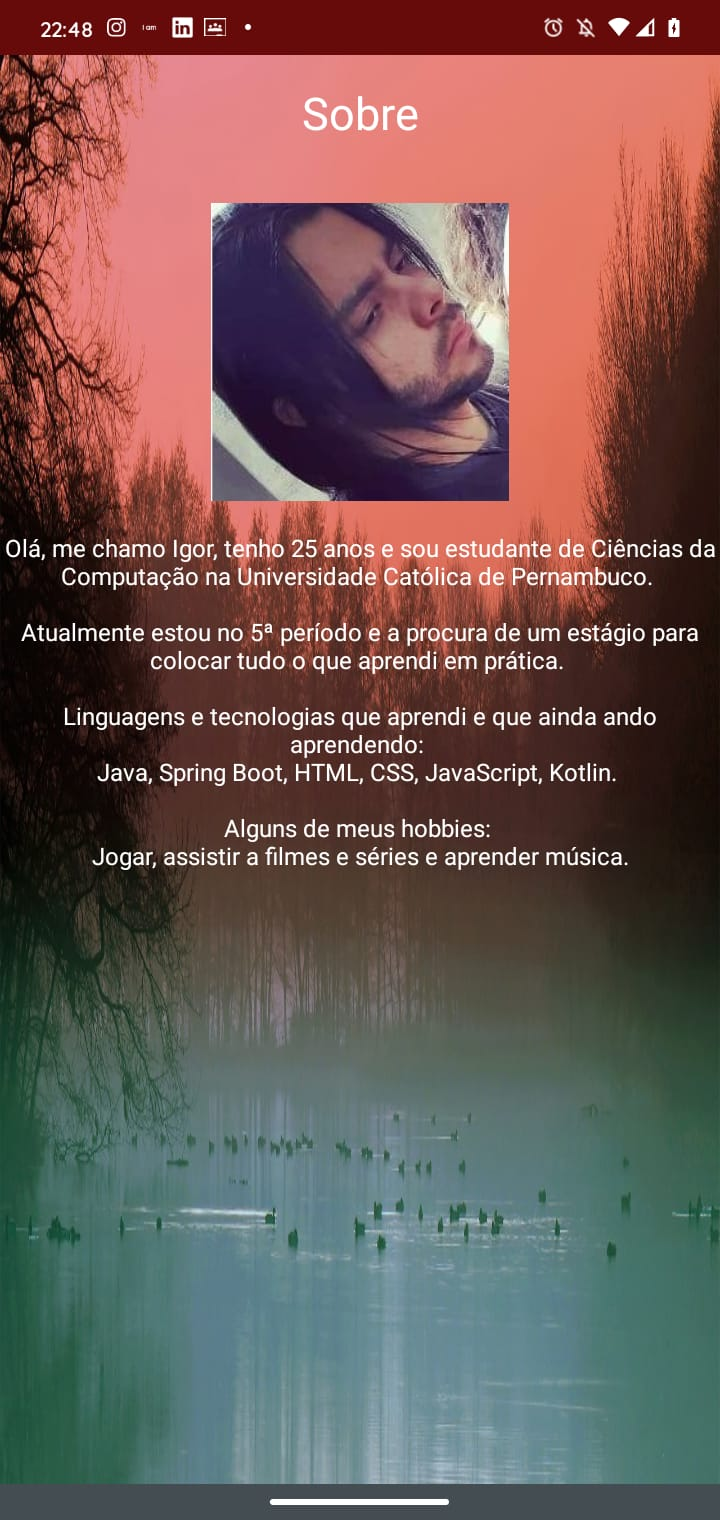 22:48
I am
Sobre
Olá, me chamo Igor, tenho 25 anos e sou estudante de Ciências da
Computação na Universidade Católica de Pernambuco.
Atualmente estou no 5ª período e a procura de um estágio para
colocar tudo o que aprendi em prática.
Linguagens e tecnologias que aprendi e que ainda ando
aprendendo:
Java, Spring Boot, HTML, CSS, JavaScript, Kotlin.
Alguns de meus hobbies:
Jogar, assistir a filmes e séries e aprender música.